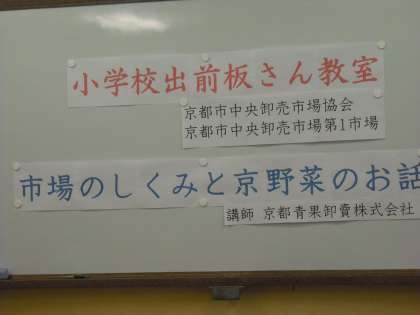 小学校出前板さん教室
京都市中央卸売市場協会
京都市中央卸売市場第1市場
市場のしくみと京野菜のお話
講師 京都青果卸賣株式会社